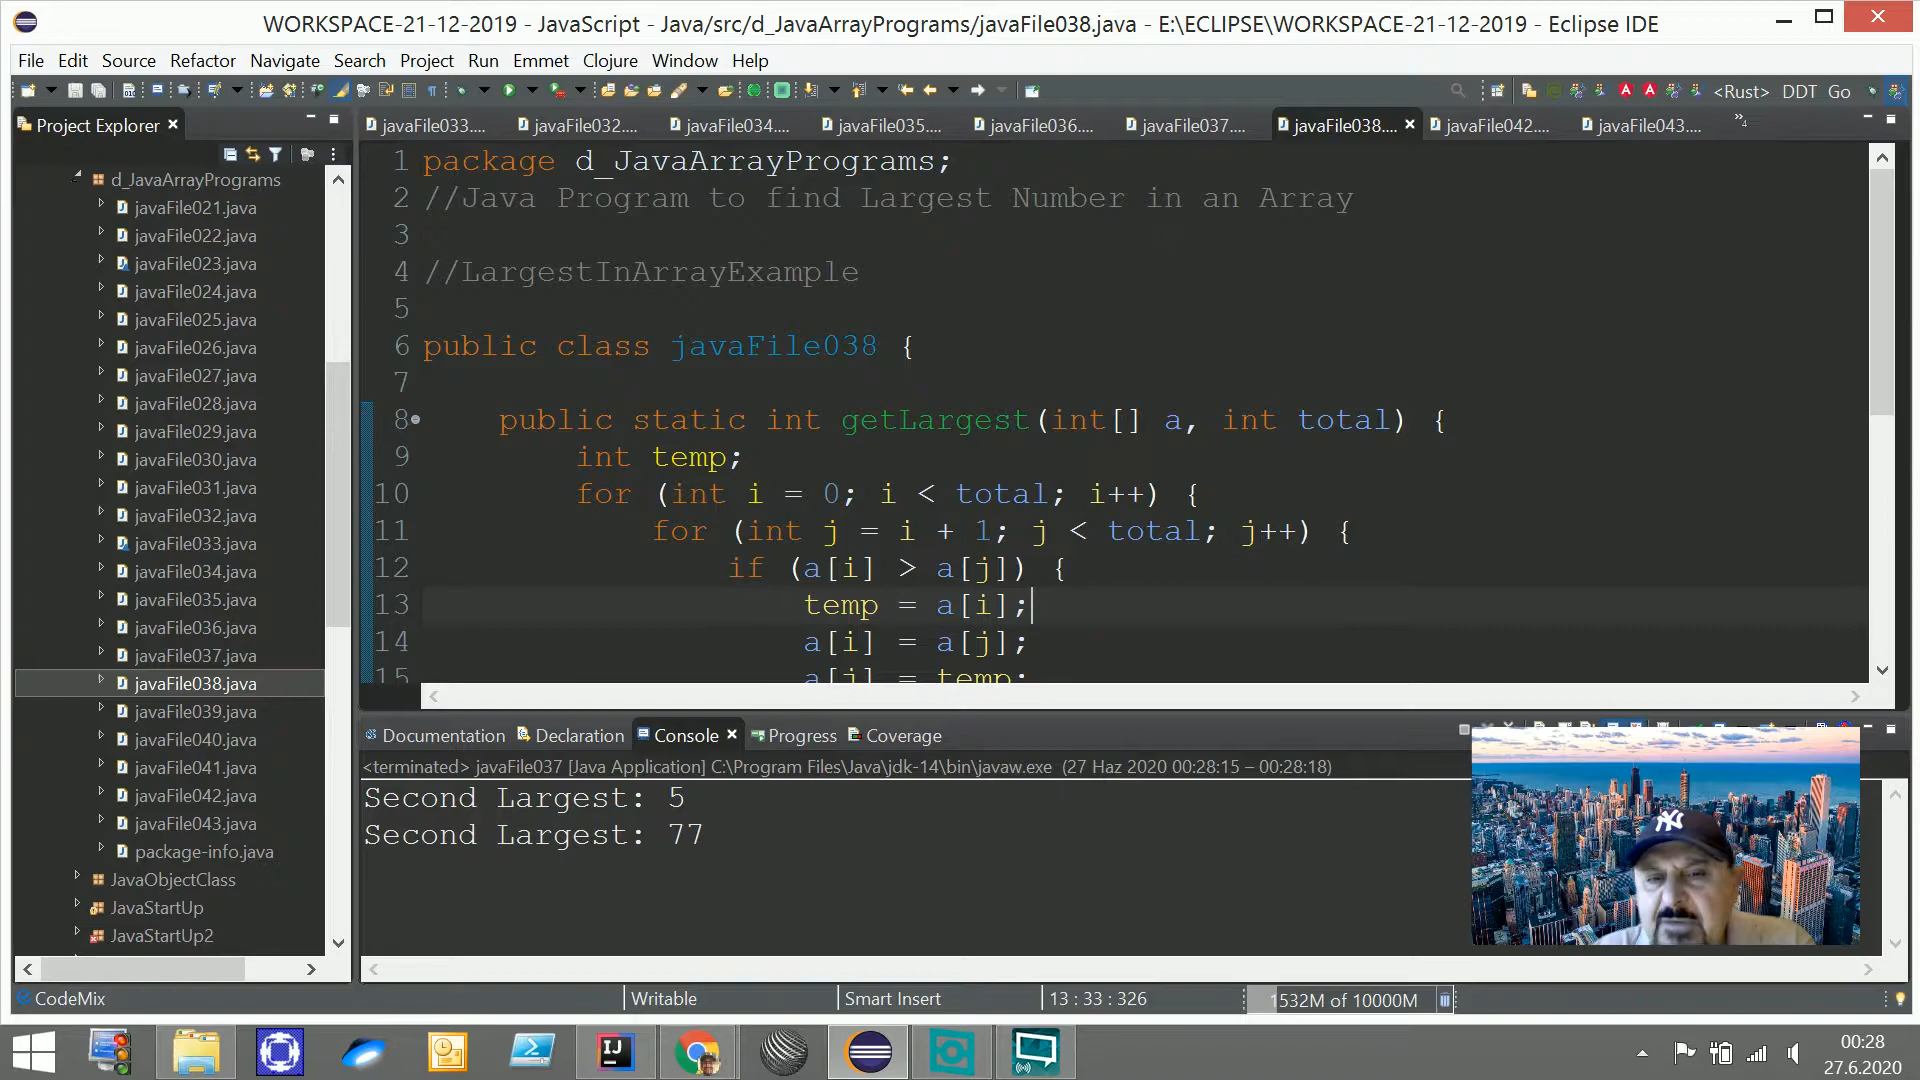 WORKSPACE-21-12-2019 - JavaScript - Java/src/d_JavaArrayPrograms/javaFile038.java - E:\ECLIPSE\WORKSPACE-21-12-2019 - Eclipse IDE
File Edit Source Refactor Navigate Search Project Run Emmet Clojure Window Help
<Rust> DDT Go
Project Explorer
javaFile033.... javaFile032.... javaFile034.... javaFile035.... javaFile036.... javaFile037.... javaFile038.... javaFile042.... javaFile043.... »4
d_JavaArrayPrograms
javaFile021.java
javaFile022.java
javaFile023.java
javaFile024.java
javaFile025.java
javaFile026.java
javaFile027.java
javaFile028.java
javaFile029.java
javaFile030.java
javaFile031.java
javaFile032.java
javaFile033.java
javaFile034.java
javaFile035.java
javaFile036.java
javaFile037.java
javaFile038.java
javaFile039.java
javaFile040.java
javaFile041.java
javaFile042.java
javaFile043.java
package-info.java
JavaObjectClass
JavaStartUp
JavaStartUp2
1 package d_JavaArrayPrograms;
2 //Java Program to find Largest Number in an Array
3
4 //LargestInArrayExample
5
6 public class javaFile038 {
7
8 public static int getLargest(int[] a, int total) {
9 int temp;
10 for (int i = 0; i < total; i++) {
11 for (int j = i + 1; j < total; j++) {
12 if (a[i] > a[j]) {
13 temp = a[i];
14 a[i] = a[j];
15 a[j] = temp;
Documentation Declaration Console Progress Coverage
<terminated> javaFile037 [Java Application] C:\Program Files\Java\jdk-14\bin\javaw.exe (27 Haz 2020 00:28:15 – 00:28:18)
Second Largest: 5
Second Largest: 77
CodeMix
Writable
Smart Insert
13 : 33 : 326
1532M of 10000M
IJ
00:28
27.6.2020